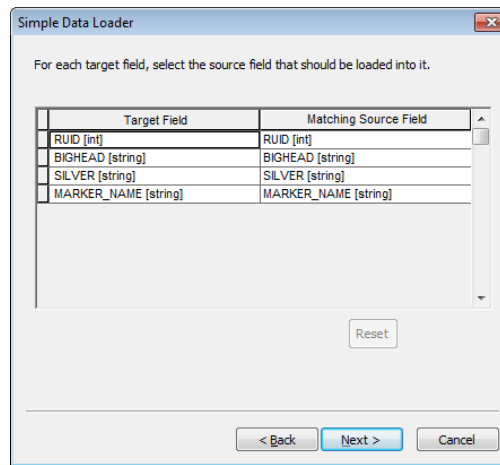 Simple Data Loader
For each target field, select the source field that should be loaded into it.
Target Field Matching Source Field
RUID [int] RUID [int]
BIGHEAD [string] BIGHEAD [string]
SILVER [string] SILVER [string]
MARKER_NAME [string] MARKER_NAME [string]
Reset
< Back Next > Cancel